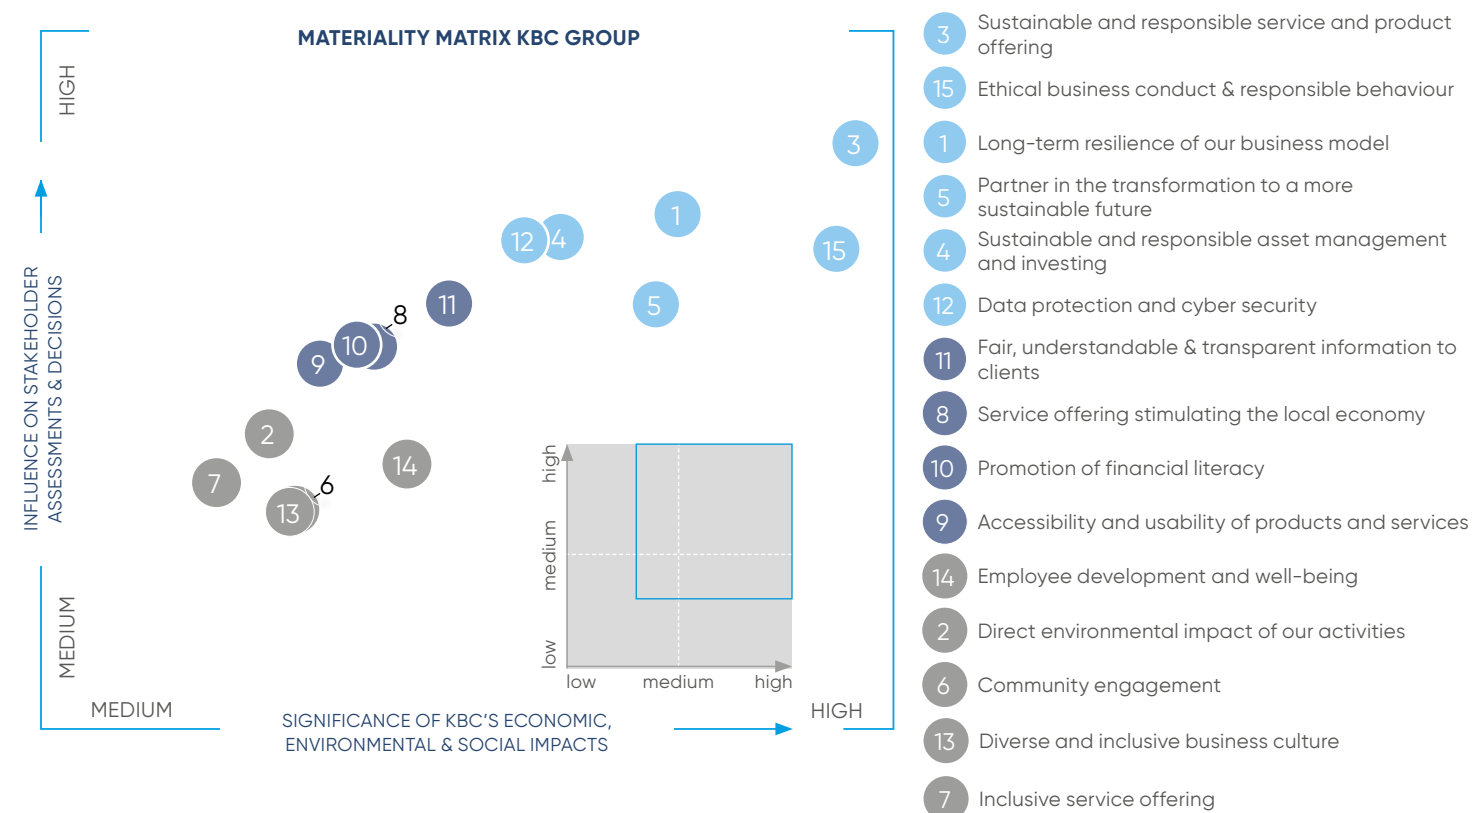 MATERIALITY MATRIX KBC GROUP
HIGH
INFLUENCE ON STAKEHOLDER
ASSESSMENTS & DECISIONS
MEDIUM
3
1
15
12
4
5
11
8
10
9
2
14
7
6
13
high
medium
low
low
medium
high
MEDIUM
SIGNIFICANCE OF KBC'S ECONOMIC,
ENVIRONMENTAL & SOCIAL IMPACTS
HIGH
3
Sustainable and responsible service and product
offering
15
Ethical business conduct & responsible behaviour
1
Long-term resilience of our business model
5
Partner in the transformation to a more
sustainable future
4
Sustainable and responsible asset management
and investing
12
Data protection and cyber security
11
Fair, understandable & transparent information to
clients
8
Service offering stimulating the local economy
10
Promotion of financial literacy
9
Accessibility and usability of products and services
14
Employee development and well-being
2
Direct environmental impact of our activities
6
Community engagement
13
Diverse and inclusive business culture
7
Inclusive service offering